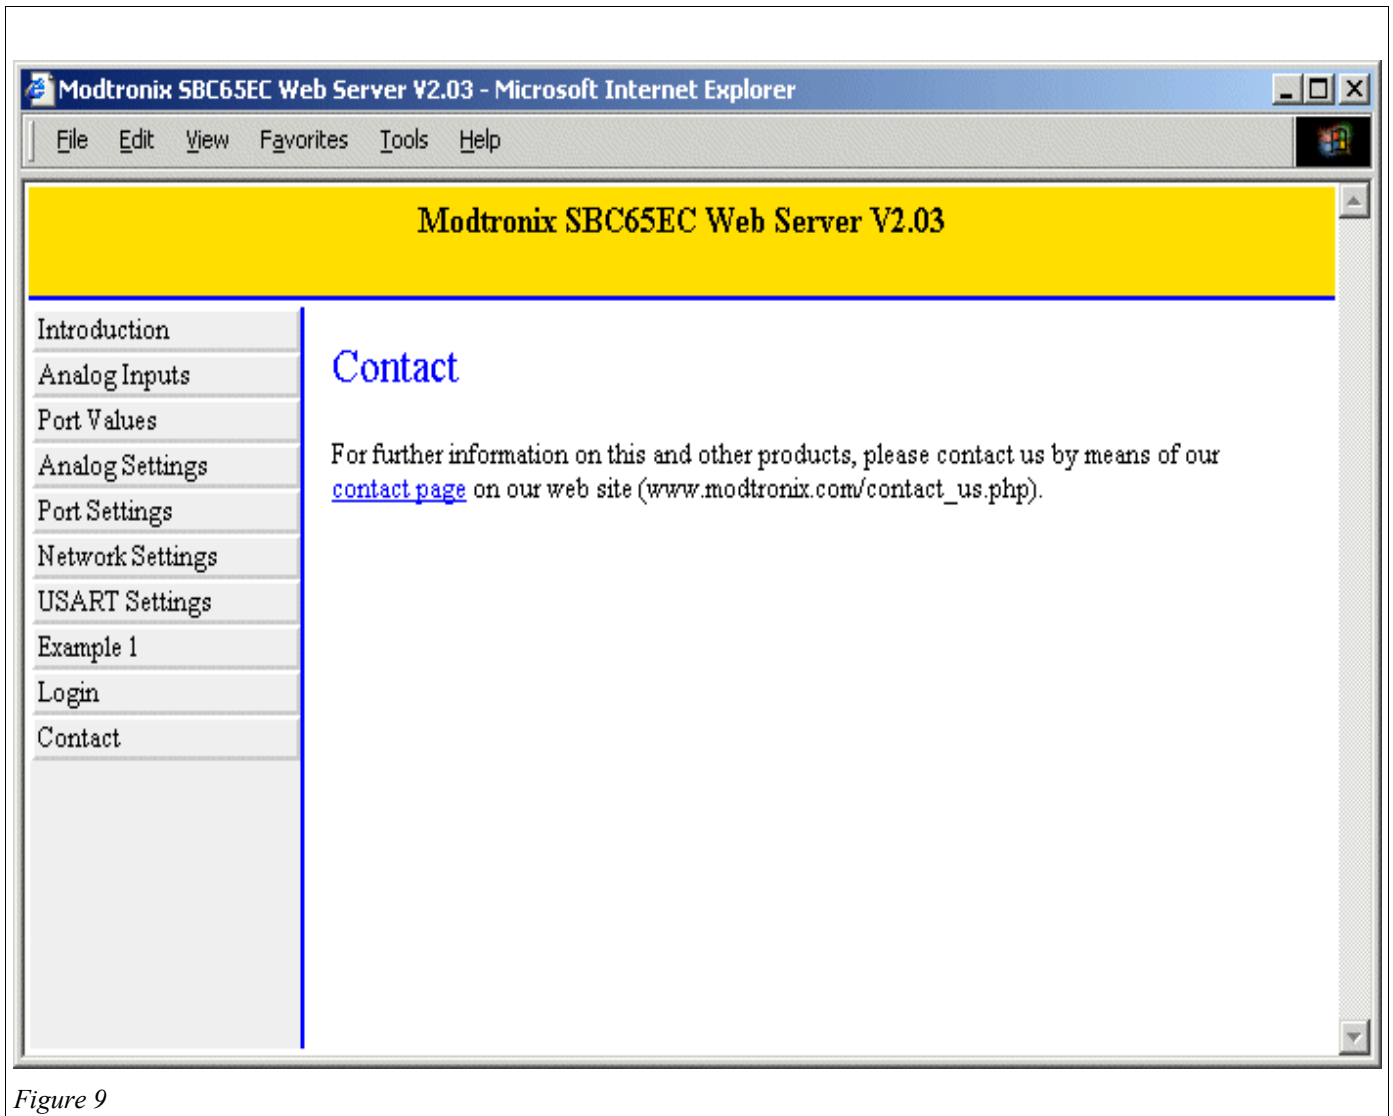 Modtronix SBC65EC Web Server V2.03 - Microsoft Internet Explorer
File Edit View Favorites Tools Help
Modtronix SBC65EC Web Server V2.03
Introduction
Analog Inputs
Port Values
Analog Settings
Port Settings
Network Settings
USART Settings
Example 1
Login
Contact
Contact
For further information on this and other products, please contact us by means of our
contact page on our web site (www.modtronix.com/contact_us.php).
Figure 9